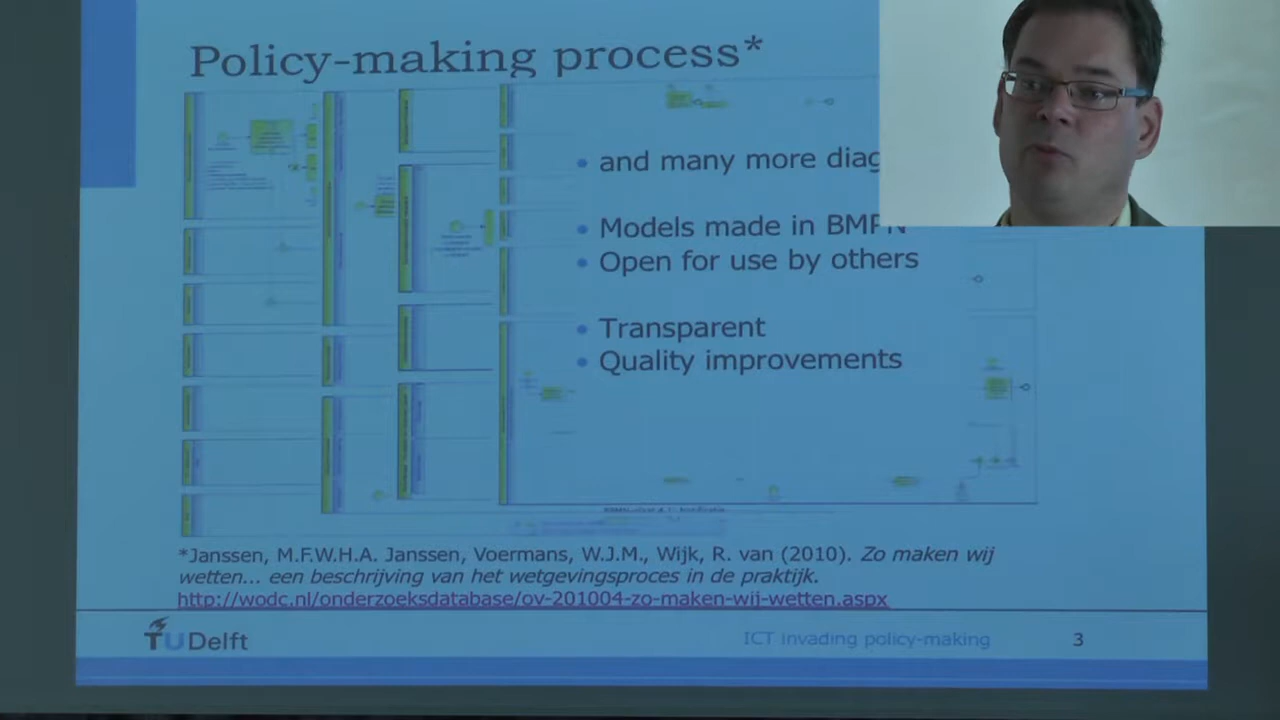 Policy-making process*
and many more diag
Models made in BMPN
Open for use by others
Transparent
Quality improvements
*Janssen, M.F.W.H.A. Janssen, Voermans, W.J.M., Wijk, R. van (2010). Zo maken wij
wetten... een beschrijving van het wetgevingsproces in de praktijk.
http://wodc.nl/onderzoeksdatabase/ov-201004-zo-maken-wij-wetten.aspx
TU Delft
ICT invading policy-making
3